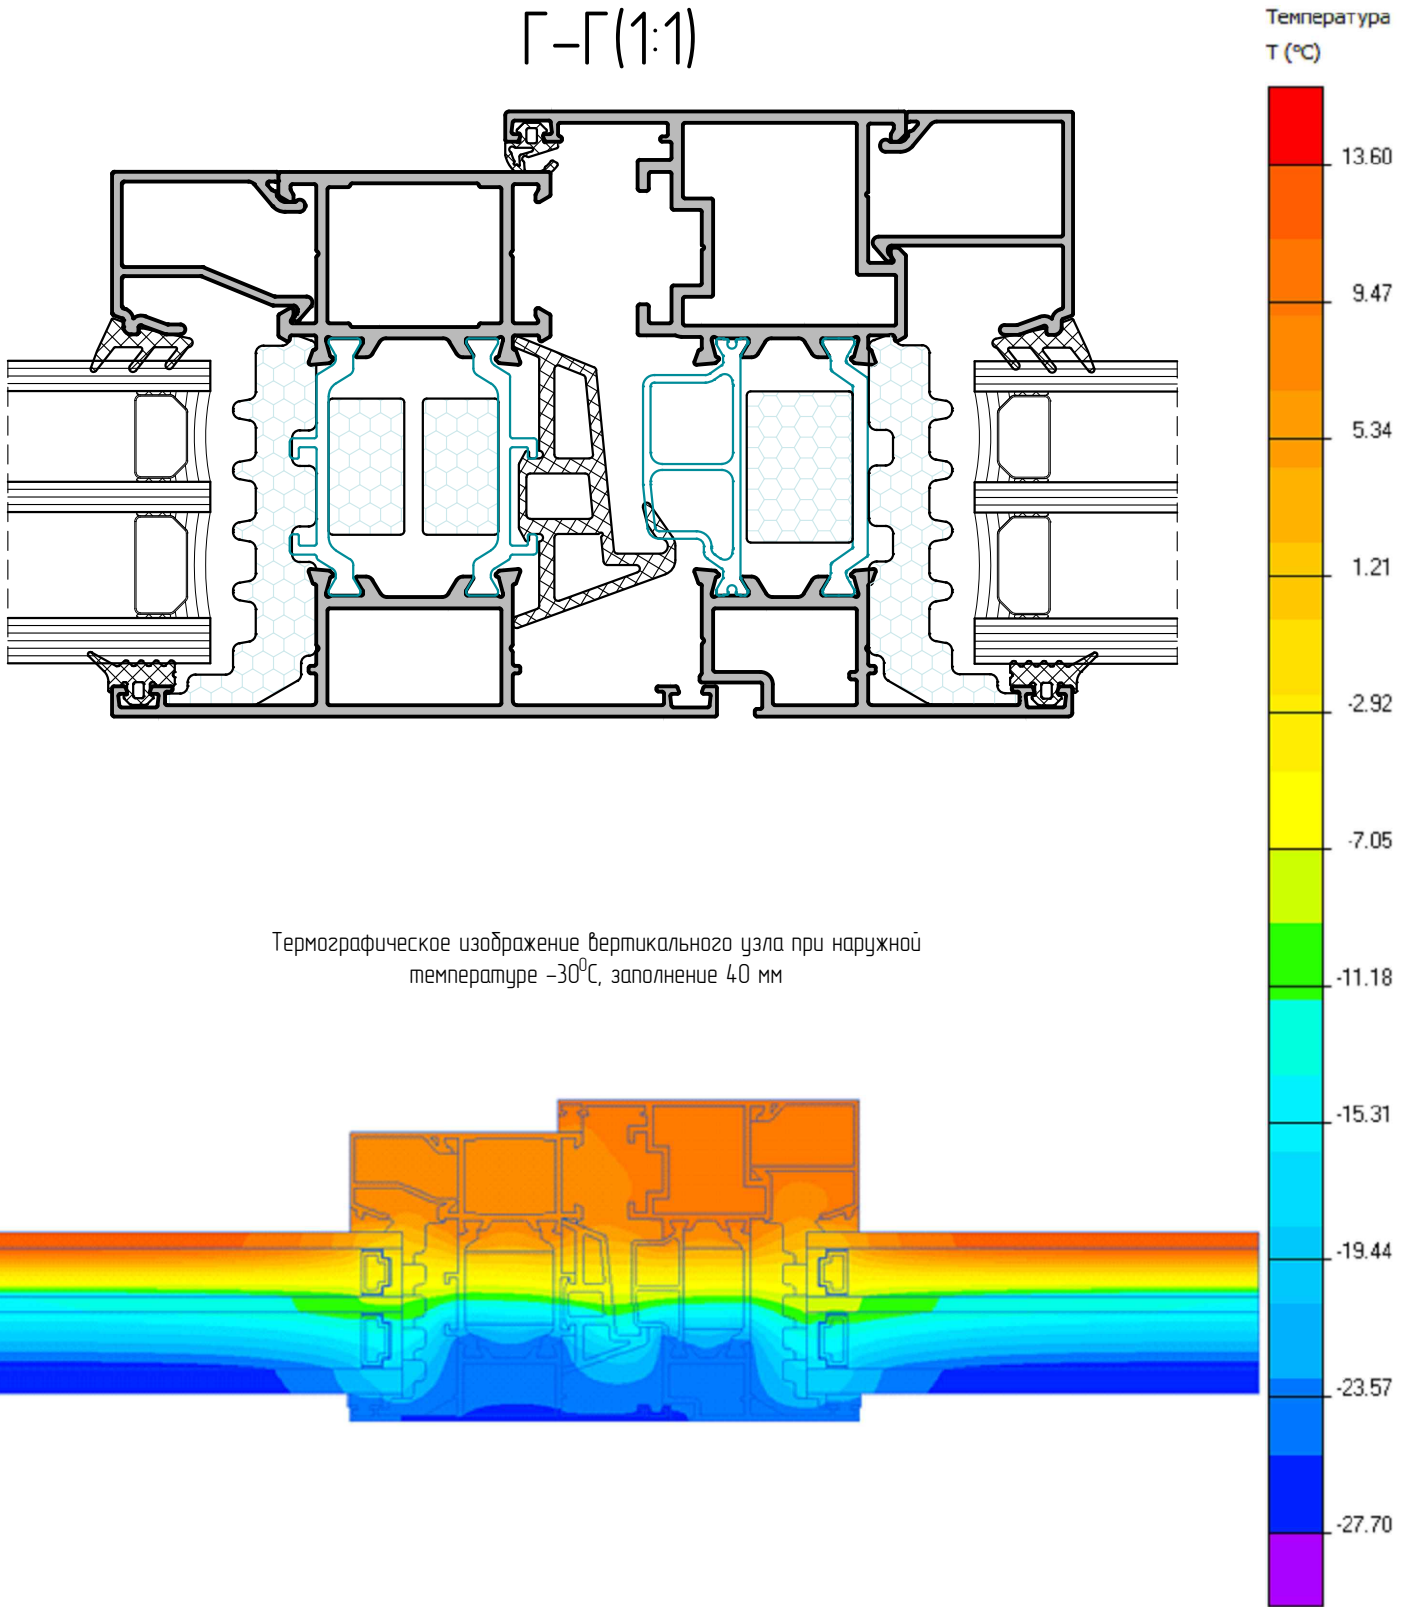 Г–Г(1:1)
Температура
T (°C)
13.60
9.47
5.34
1.21
-2.92
-7.05
-11.18
-15.31
-19.44
-23.57
-27.70
Термографическое изображение вертикального узла при наружной
температуре –30⁰С, заполнение 40 мм